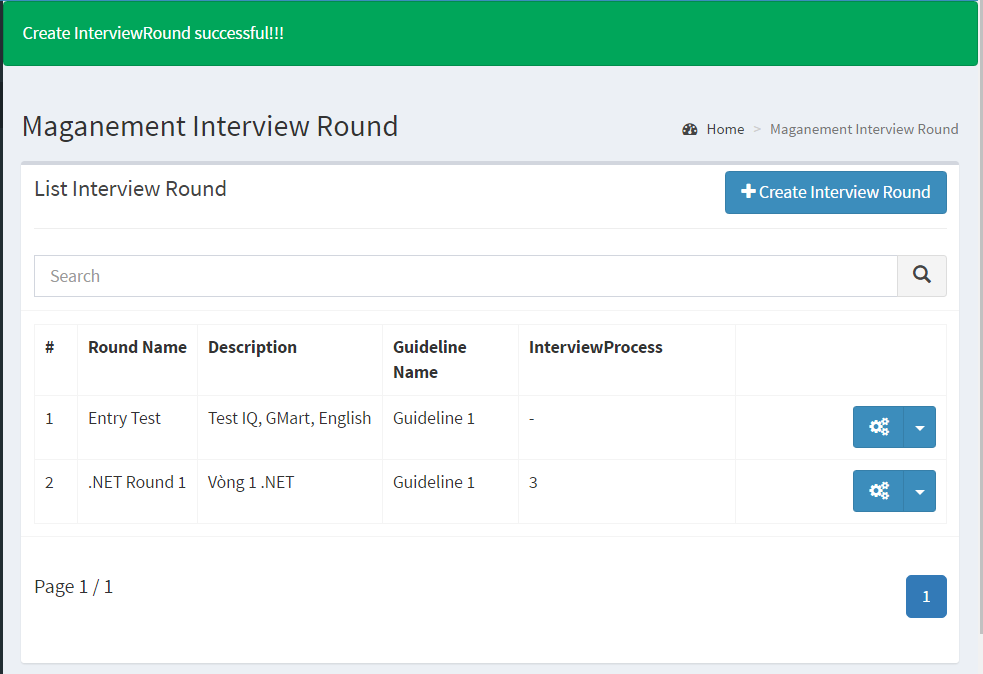 Create InterviewRound successful!!!
Maganement Interview Round
Home > Maganement Interview Round
List Interview Round
Create Interview Round
Search
# Round Name Description Guideline Name InterviewProcess
1 Entry Test Test IQ, GMart, English Guideline 1 -
2 .NET Round 1 Vòng 1 .NET Guideline 1 3
Page 1 / 1
1